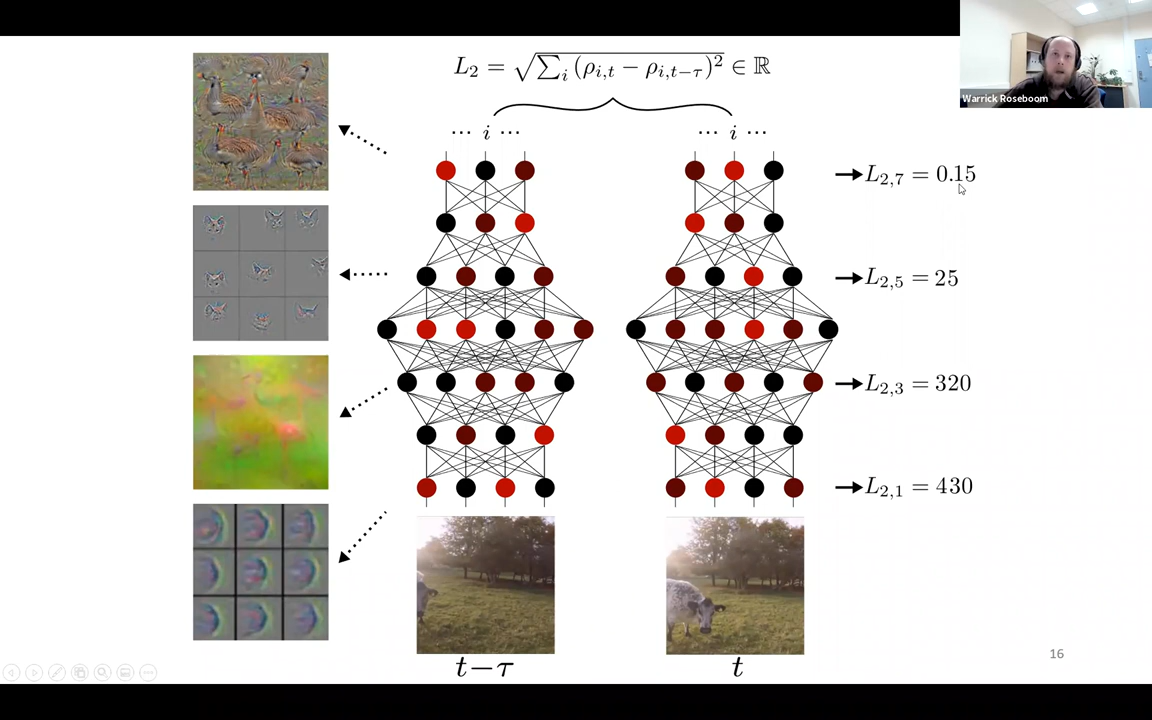 Warrick Roseboom
L₂ = √∑ᵢ (ρᵢ,ₜ − ρᵢ,ₜ₋τ)² ∈ ℝ
··· i ··· ··· i ···
L₂,₇ = 0.15
L₂,₅ = 25
L₂,₃ = 320
L₂,₁ = 430
t−τ t
16